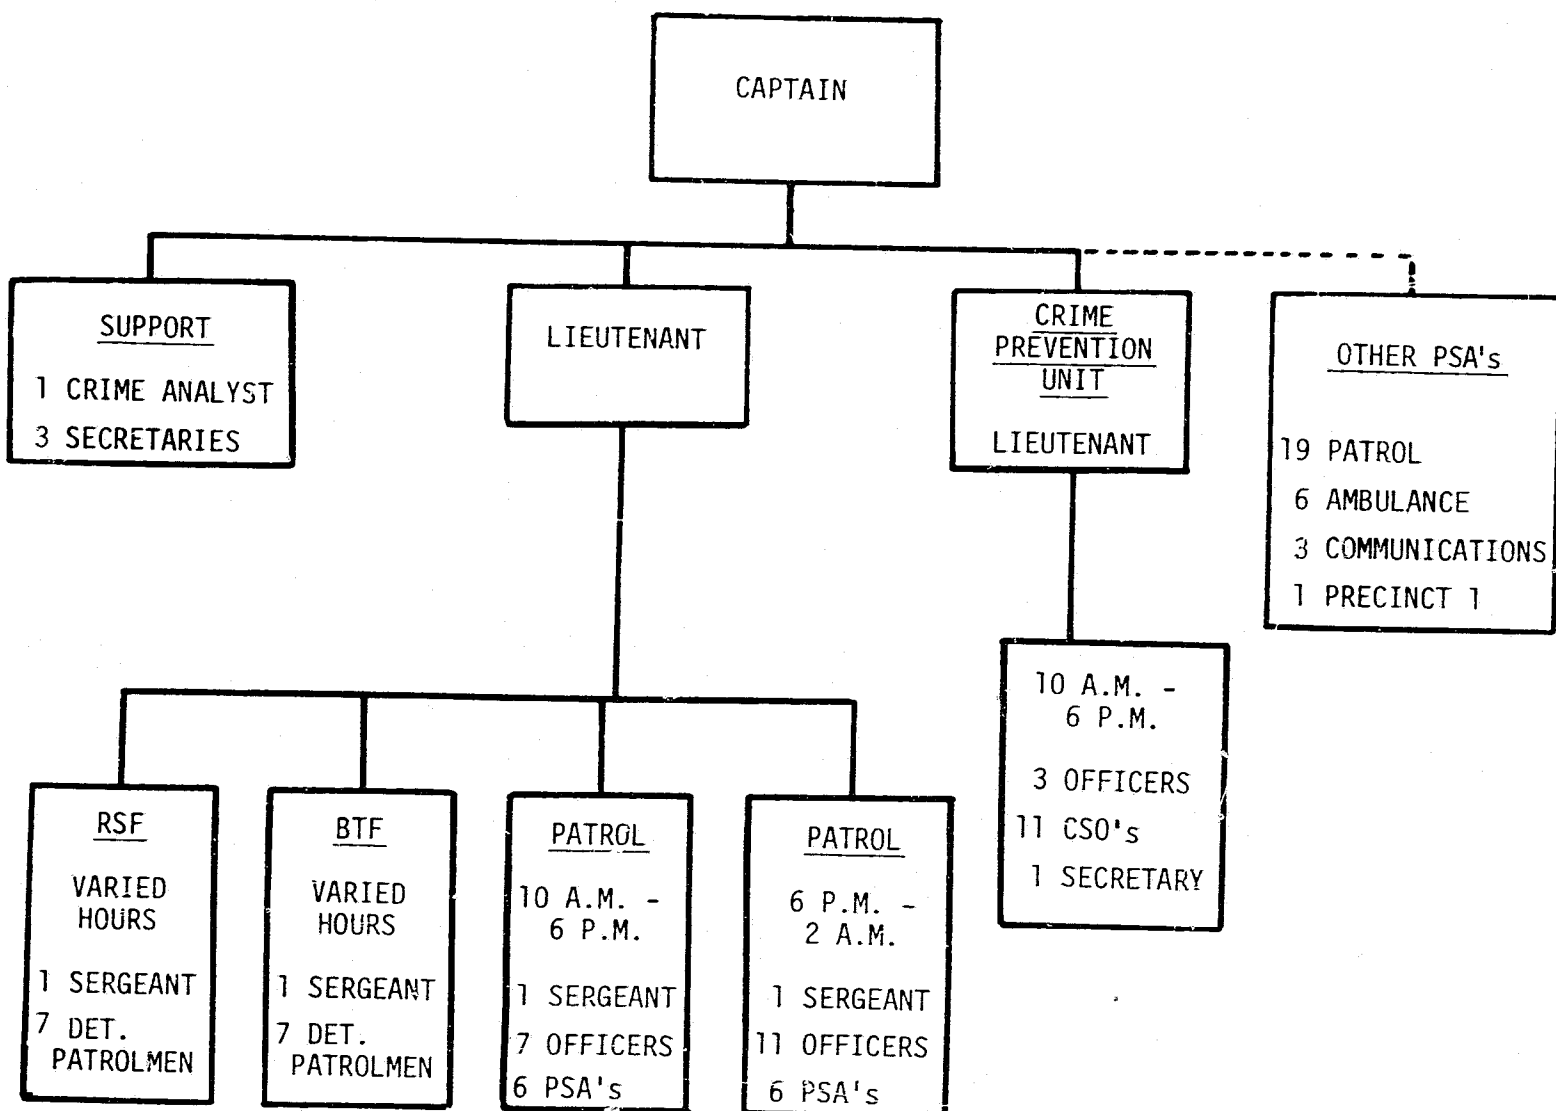 CAPTAIN
SUPPORT
1 CRIME ANALYST
3 SECRETARIES
LIEUTENANT
CRIME
PREVENTION
UNIT
LIEUTENANT
OTHER PSA's
19 PATROL
6 AMBULANCE
3 COMMUNICATIONS
1 PRECINCT 1
10 A.M. -
6 P.M.
3 OFFICERS
11 CSO's
1 SECRETARY
RSF
VARIED
HOURS
1 SERGEANT
7 DET.
PATROLMEN
BTF
VARIED
HOURS
1 SERGEANT
7 DET.
PATROLMEN
PATROL
10 A.M. -
6 P.M.
1 SERGEANT
7 OFFICERS
6 PSA's
PATROL
6 P.M. -
2 A.M.
1 SERGEANT
11 OFFICERS
6 PSA's